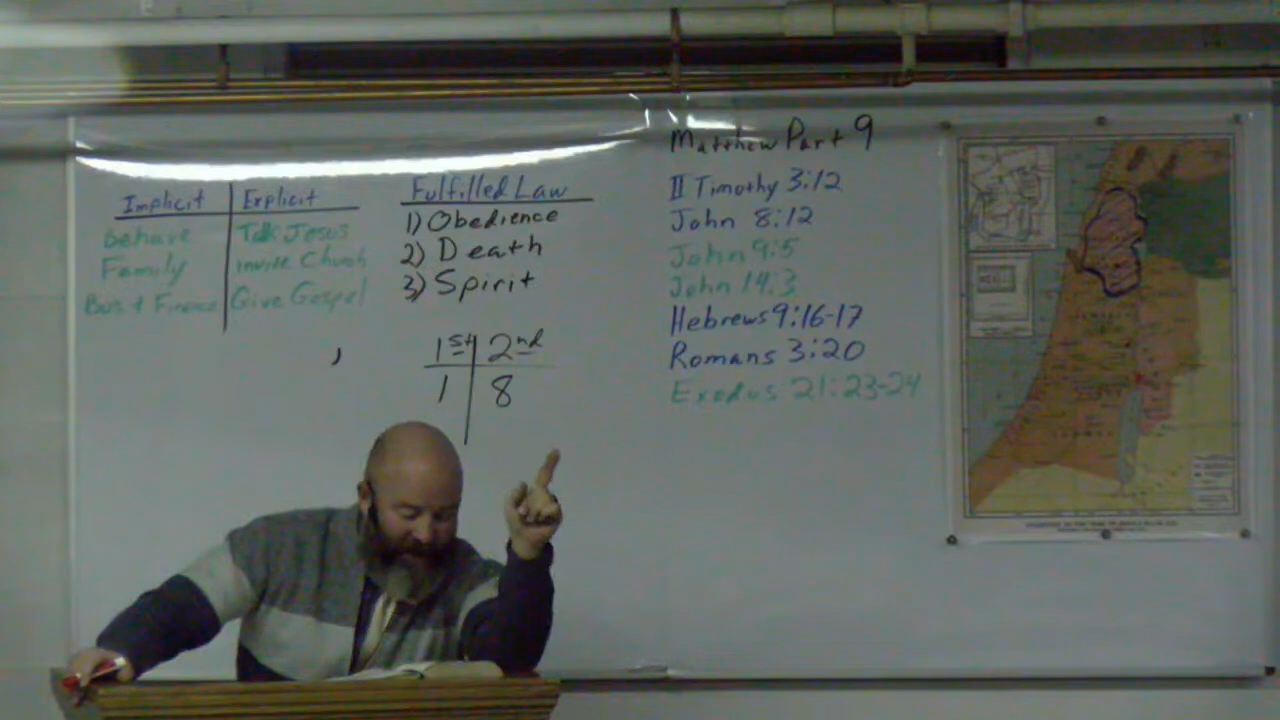 Implicit Explicit
Behave Talk Jesus
Family Invite Church
Bus + Finance Give Gospel
Fulfilled Law
1) Obedience
2) Death
3) Spirit
1st 2nd
1 8
Matthew Part 9
II Timothy 3:12
John 8:12
John 9:5
John 14:3
Hebrews 9:16-17
Romans 3:20
Exodus 21:23-24